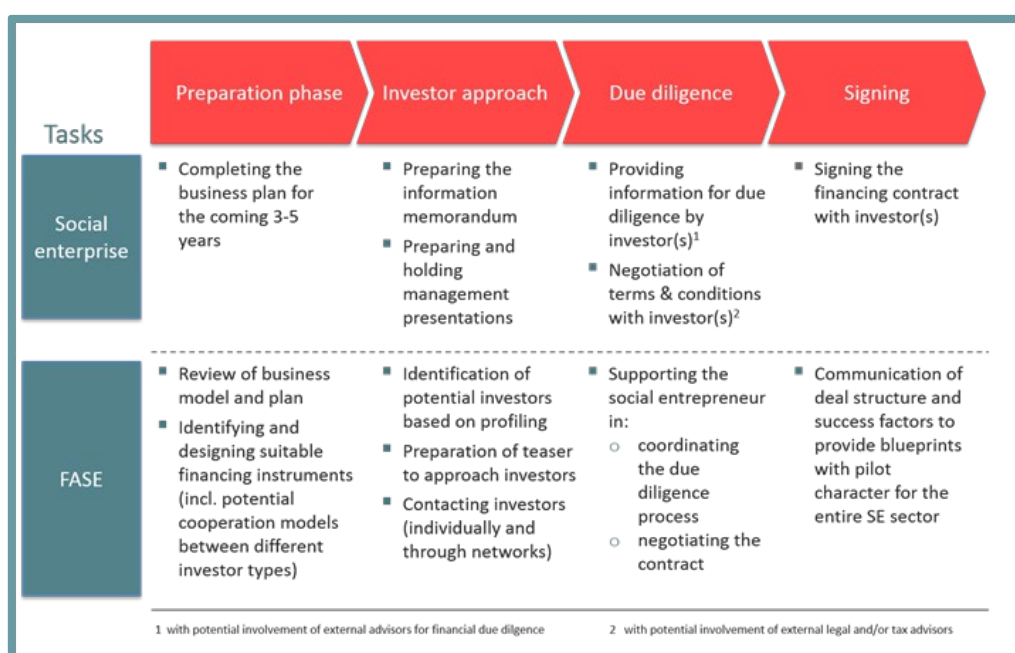 Preparation phase
Investor approach
Due diligence
Signing
Tasks
Social
enterprise
▪ Completing the
business plan for
the coming 3-5
years
▪ Preparing the
information
memorandum
▪ Preparing and
holding
management
presentations
▪ Providing
information for due
diligence by
investor(s)1
▪ Negotiation of
terms & conditions
with investor(s)2
▪ Signing the
financing contract
with investor(s)
FASE
▪ Review of business
model and plan
▪ Identifying and
designing suitable
financing instruments
(incl. potential
cooperation models
between different
investor types)
▪ Identification of
potential investors
based on profiling
▪ Preparation of teaser
to approach investors
▪ Contacting investors
(individually and
through networks)
▪ Supporting the
social entrepreneur
in:
o coordinating
the due
diligence
process
o negotiating the
contract
▪ Communication of
deal structure and
success factors to
provide blueprints
with pilot
character for the
entire SE sector
1 with potential involvement of external advisors for financial due dilgence
2 with potential involvement of external legal and/or tax advisors